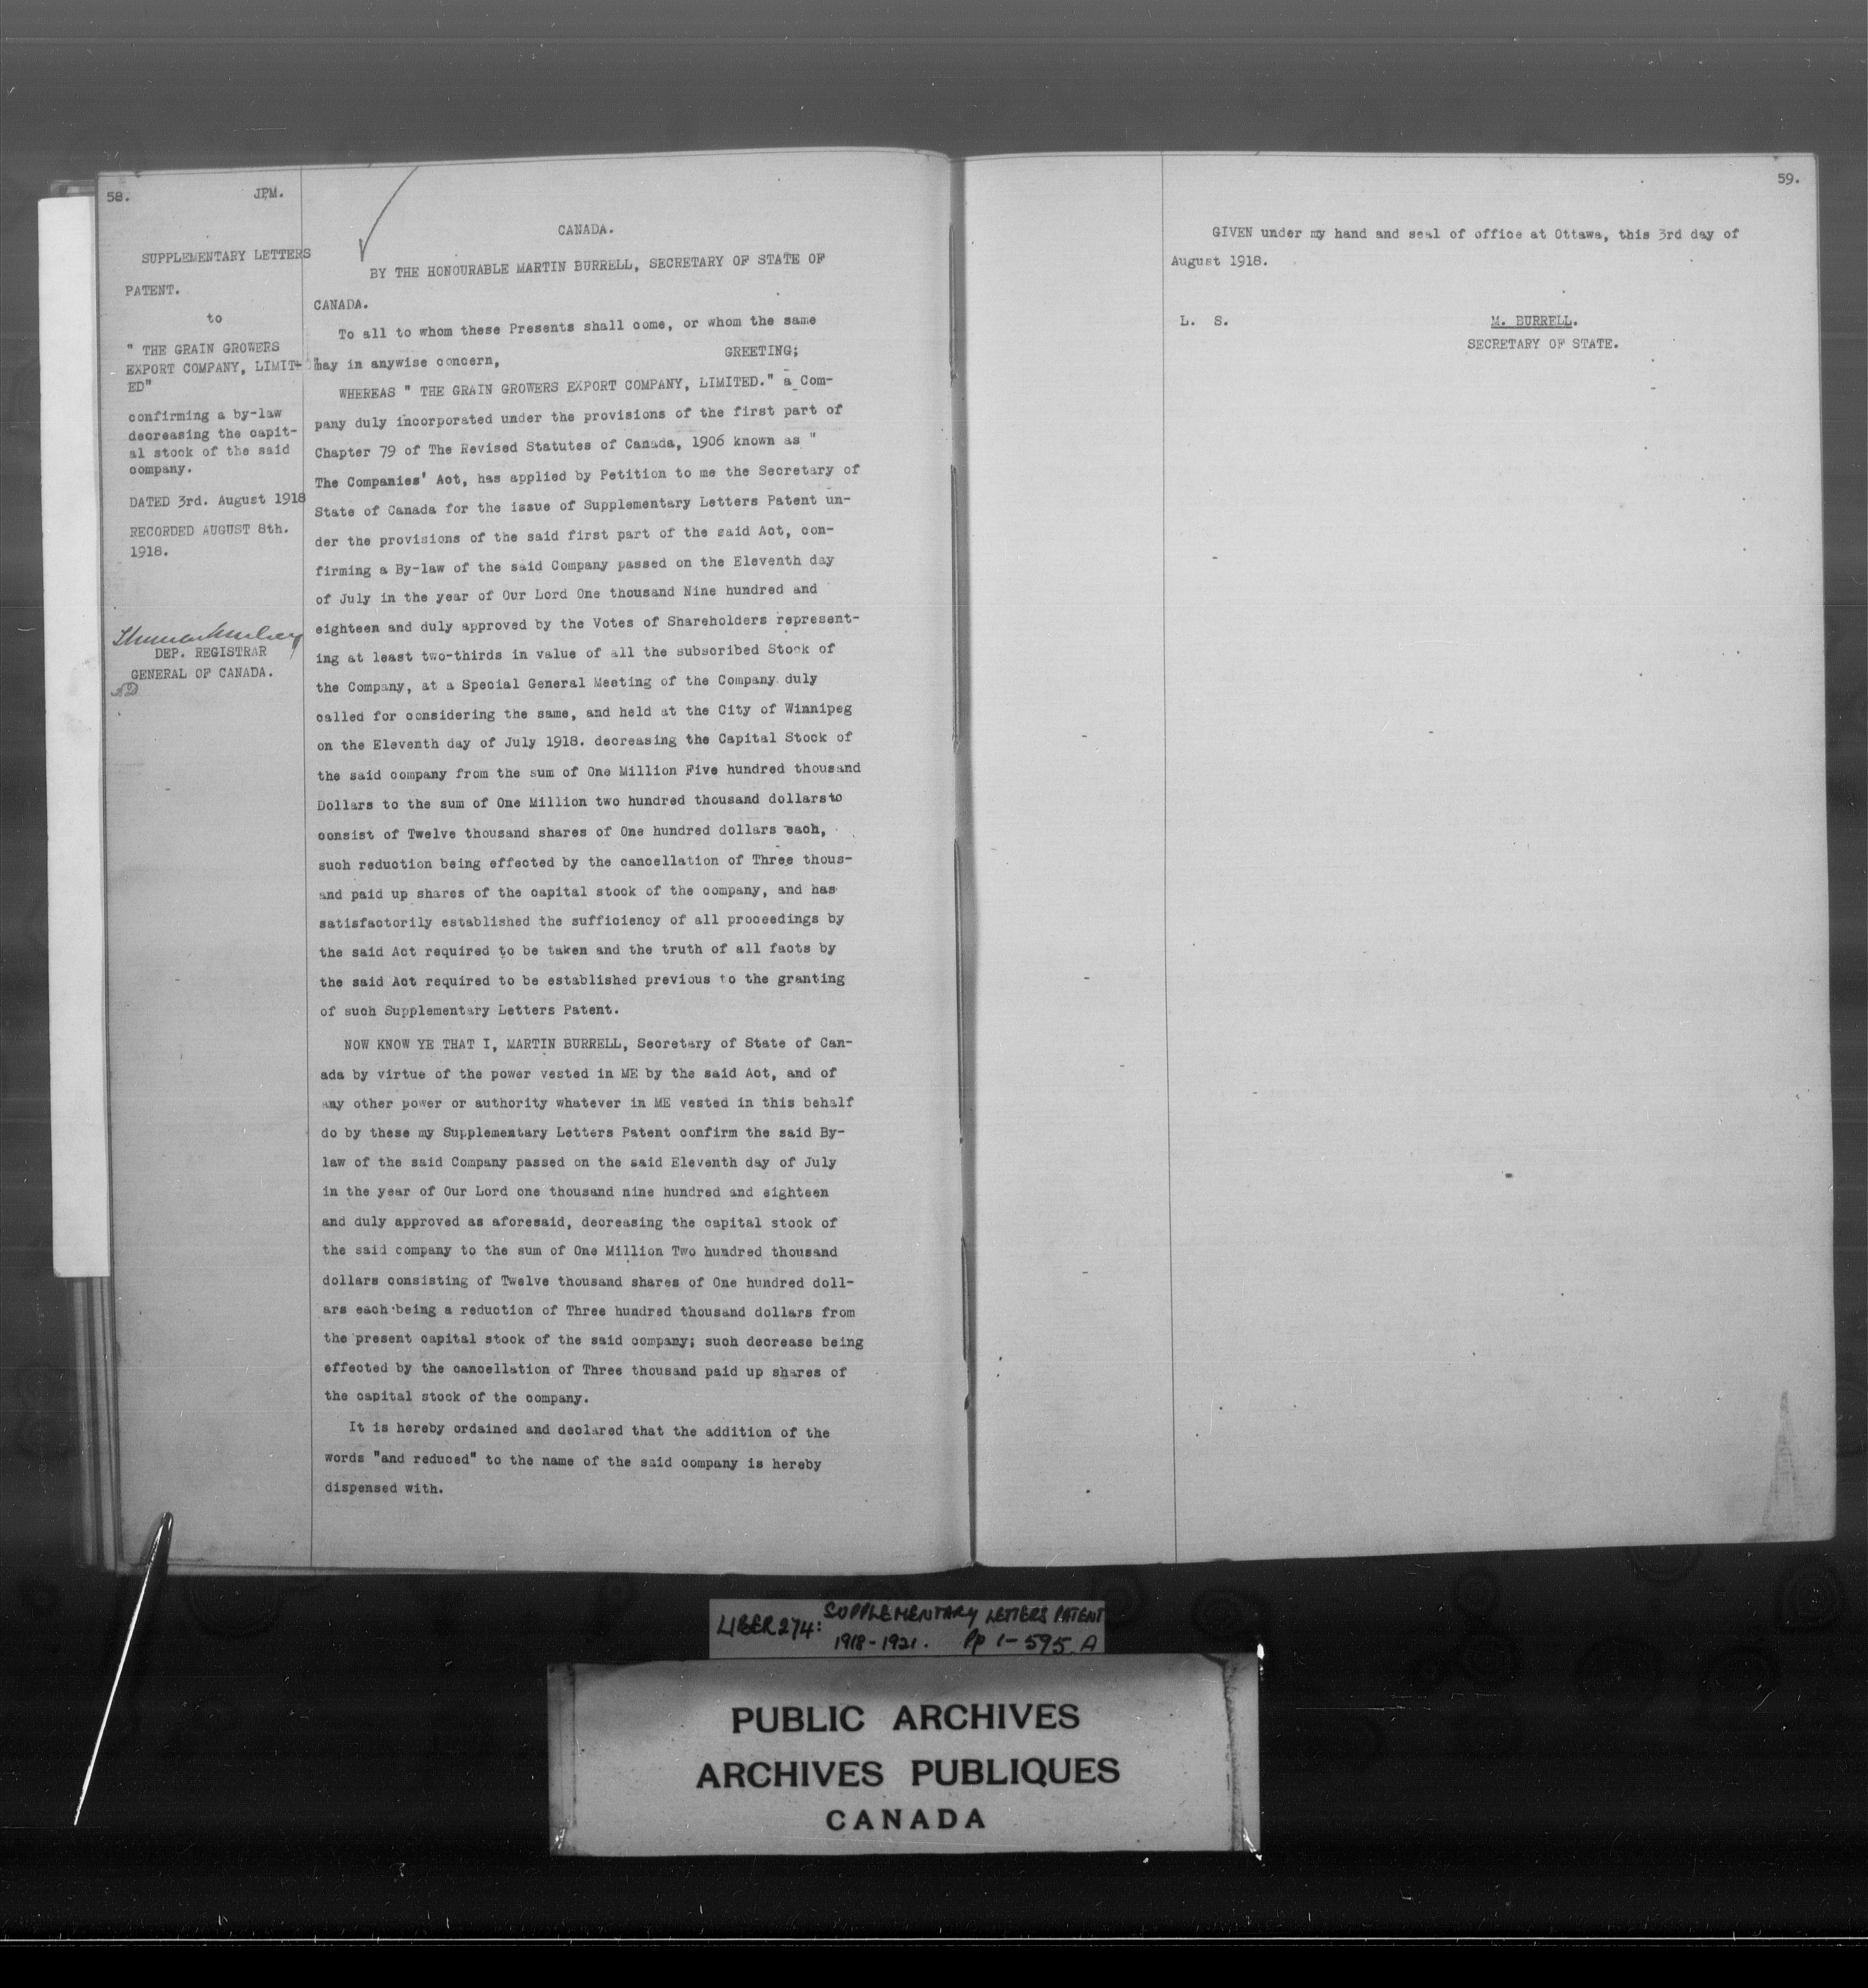 58.
JPM.
SUPPLEMENTARY LETTERS
PATENT.
to
" THE GRAIN GROWERS
EXPORT COMPANY, LIMIT-
ED"
confirming a by-law
decreasing the capit-
al stock of the said
company.
DATED 3rd. August 1918
RECORDED AUGUST 8th.
1918.
DEP. REGISTRAR
GENERAL OF CANADA.
CANADA.
BY THE HONOURABLE MARTIN BURRELL, SECRETARY OF STATE OF
CANADA.
To all to whom these Presents shall come, or whom the same
may in anywise concern, GREETING;
WHEREAS " THE GRAIN GROWERS EXPORT COMPANY, LIMITED." a Com-
pany duly incorporated under the provisions of the first part of
Chapter 79 of The Revised Statutes of Canada, 1906 known as "
The Companies' Act, has applied by Petition to me the Secretary of
State of Canada for the issue of Supplementary Letters Patent un-
der the provisions of the said first part of the said Act, con-
firming a By-law of the said Company passed on the Eleventh day
of July in the year of Our Lord One thousand Nine hundred and
eighteen and duly approved by the Votes of Shareholders represent-
ing at least two-thirds in value of all the subscribed Stock of
the Company, at a Special General Meeting of the Company duly
called for considering the same, and held at the City of Winnipeg
on the Eleventh day of July 1918. decreasing the Capital Stock of
the said company from the sum of One Million Five hundred thousand
Dollars to the sum of One Million two hundred thousand dollarsto
consist of Twelve thousand shares of One hundred dollars each,
such reduction being effected by the cancellation of Three thous-
and paid up shares of the capital stock of the company, and has
satisfactorily established the sufficiency of all proceedings by
the said Act required to be taken and the truth of all facts by
the said Act required to be established previous to the granting
of such Supplementary Letters Patent.
NOW KNOW YE THAT I, MARTIN BURRELL, Secretary of State of Can-
ada by virtue of the power vested in ME by the said Act, and of
any other power or authority whatever in ME vested in this behalf
do by these my Supplementary Letters Patent confirm the said By-
law of the said Company passed on the said Eleventh day of July
in the year of Our Lord one thousand nine hundred and eighteen
and duly approved as aforesaid, decreasing the capital stock of
the said company to the sum of One Million Two hundred thousand
dollars consisting of Twelve thousand shares of One hundred doll-
ars each being a reduction of Three hundred thousand dollars from
the present capital stock of the said company; such decrease being
effected by the cancellation of Three thousand paid up shares of
the capital stock of the company.
It is hereby ordained and declared that the addition of the
words "and reduced" to the name of the said company is hereby
dispensed with.
59.
GIVEN under my hand and seal of office at Ottawa, this 3rd day of
August 1918.
L. S. M. BURRELL.
SECRETARY OF STATE.
LIBER 274: SUPPLEMENTARY LETTERS PATENT
1918-1921. Pp 1-595 A
PUBLIC ARCHIVES
ARCHIVES PUBLIQUES
CANADA